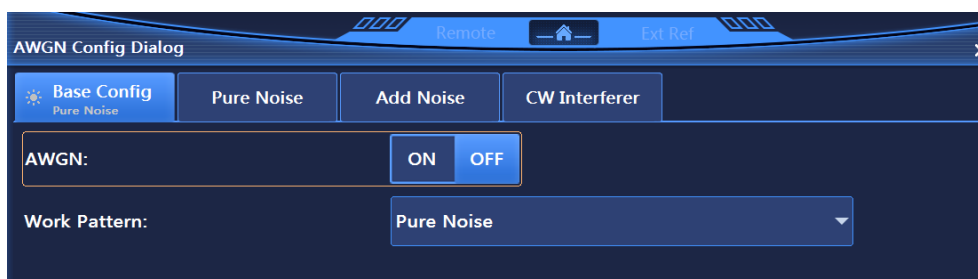 Remote
Ext Ref
AWGN Config Dialog
Base Config
Pure Noise
Pure Noise
Add Noise
CW Interferer
AWGN:
ON
OFF
Work Pattern:
Pure Noise